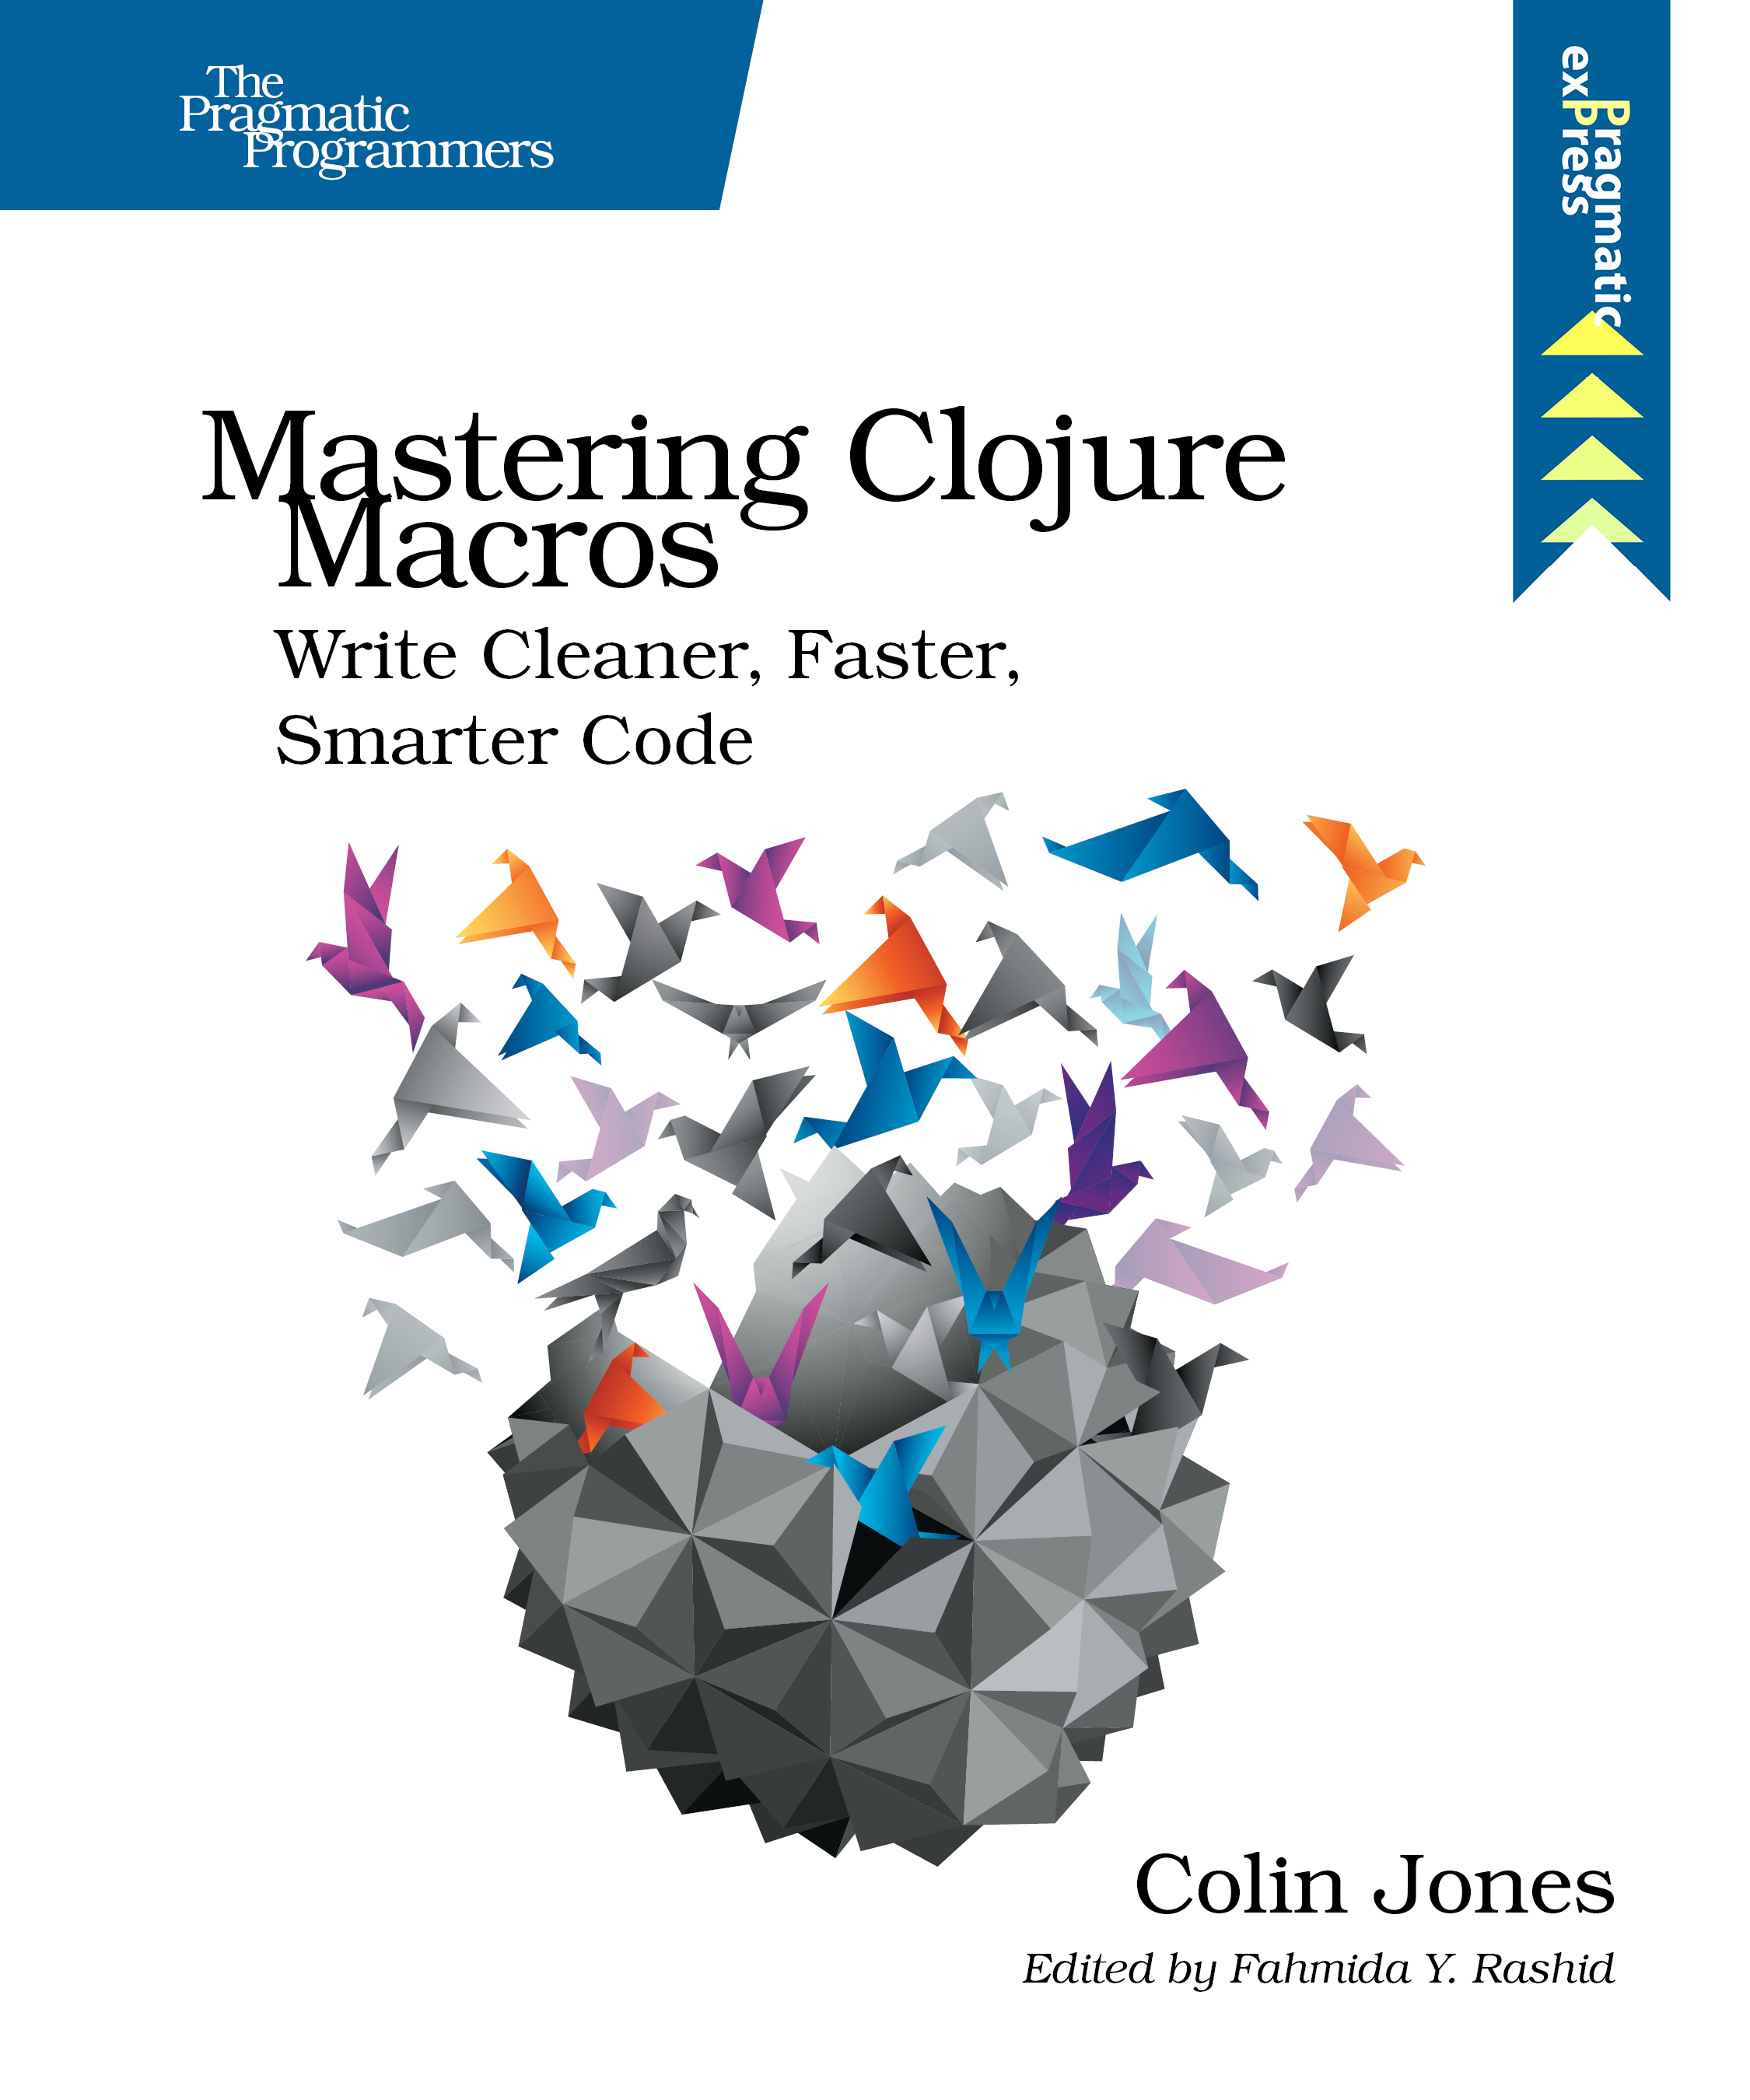 The
Pragmatic
Programmers
Pragmatic
exPress
Mastering Clojure
Macros
Write Cleaner, Faster,
Smarter Code
Colin Jones
Edited by Fahmida Y. Rashid